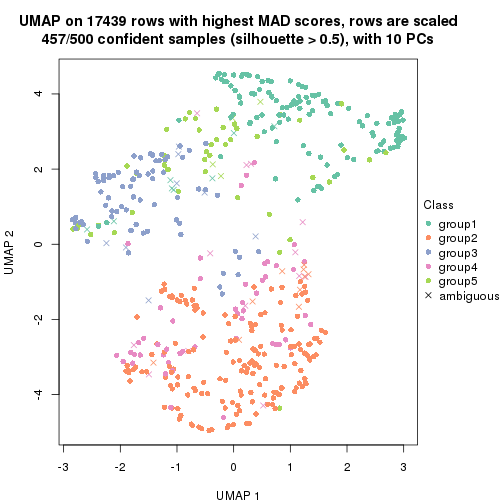 UMAP on 17439 rows with highest MAD scores, rows are scaled
457/500 confident samples (silhouette > 0.5), with 10 PCs
4
2
0
-2
-4
UMAP 2
-3
-2
-1
0
1
2
3
UMAP 1
Class
group1
group2
group3
group4
group5
ambiguous